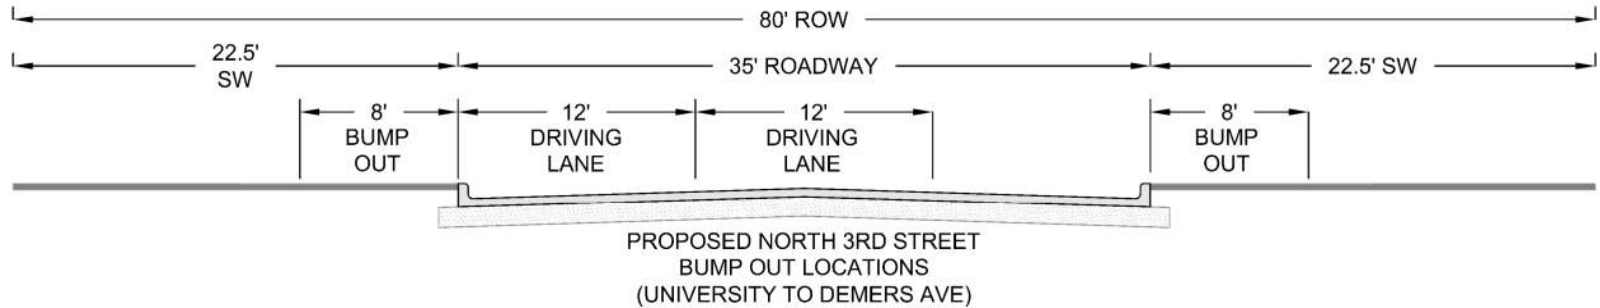 80' ROW
22.5'
SW
35' ROADWAY
22.5' SW
8'
BUMP
OUT
12'
DRIVING
LANE
12'
DRIVING
LANE
8'
BUMP
OUT
PROPOSED NORTH 3RD STREET
BUMP OUT LOCATIONS
(UNIVERSITY TO DEMERS AVE)